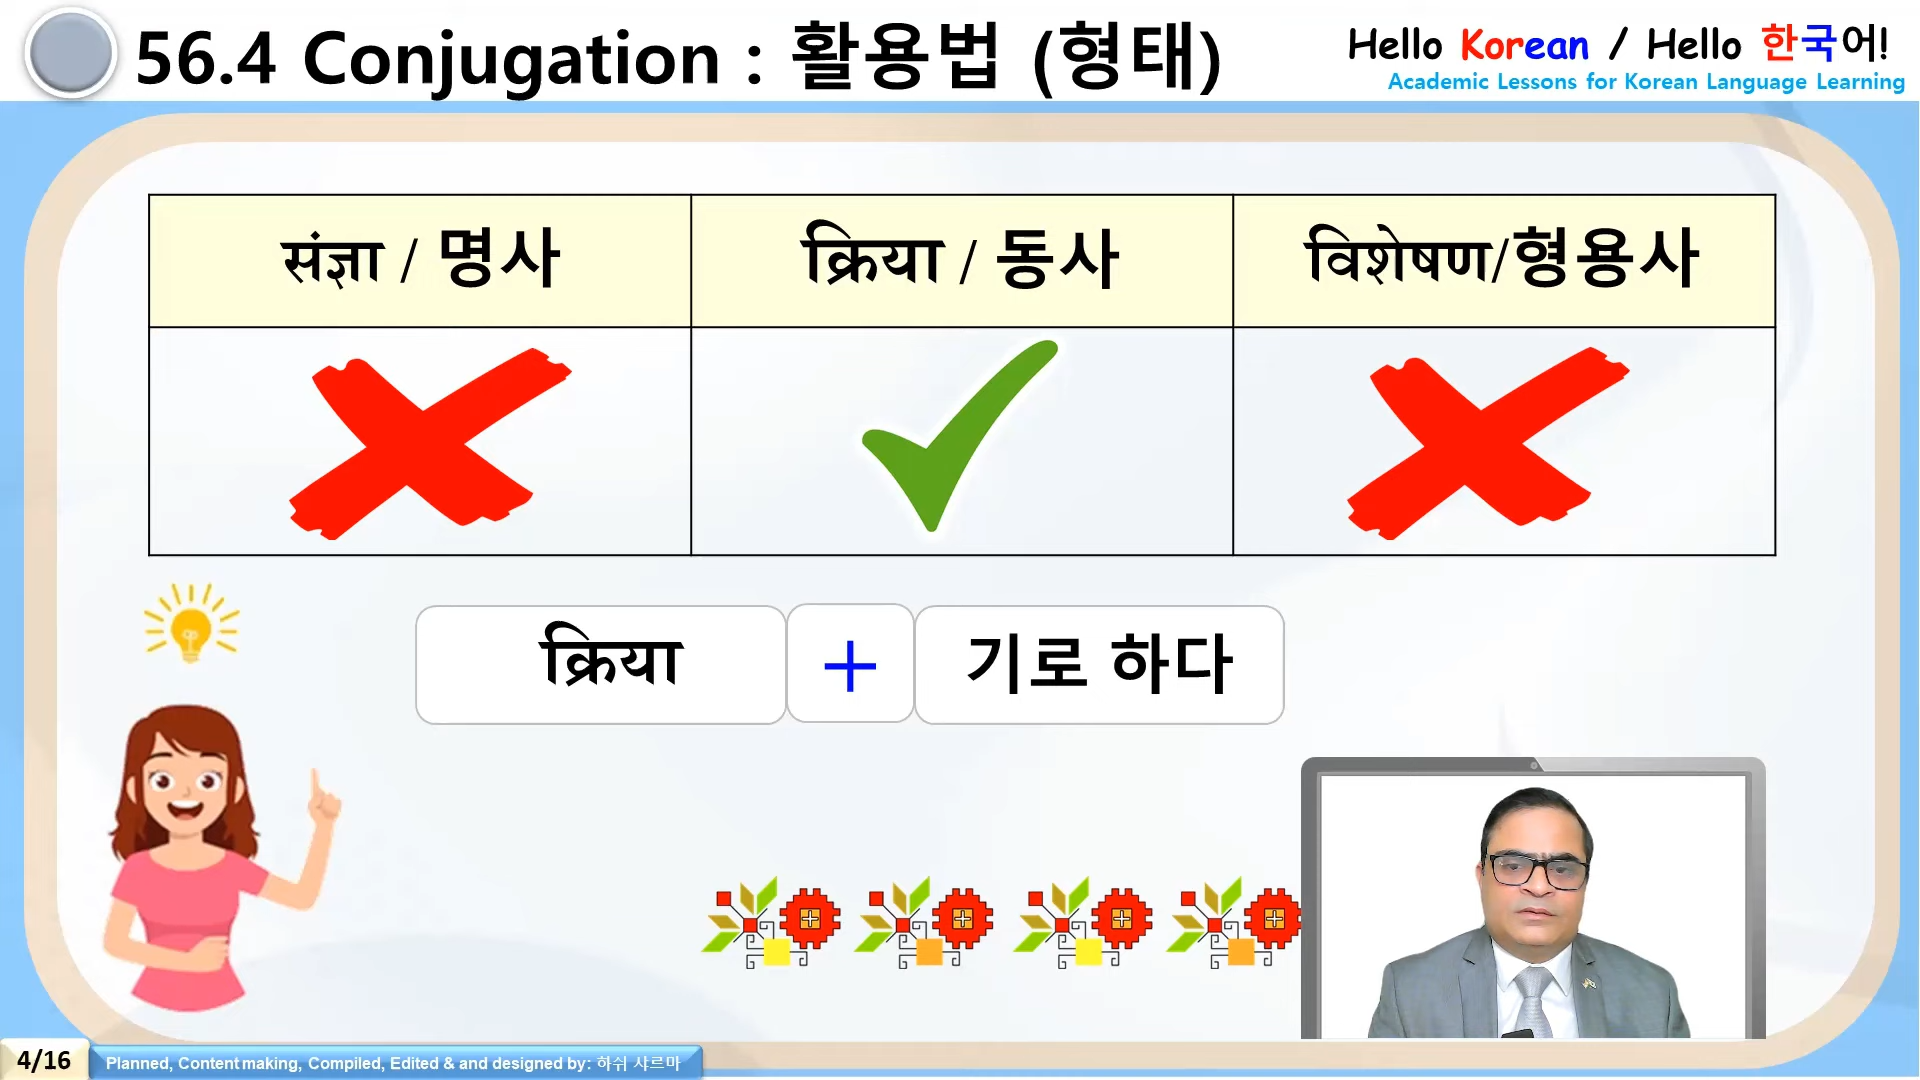 56.4 Conjugation : 활용법 (형태)
Hello Korean / Hello 한국어!
Academic Lessons for Korean Language Learning
संज्ञा / 명사
क्रिया / 동사
विशेषण/형용사
क्रिया + 기로 하다
4/16
Planned, Content making, Compiled, Edited & and designed by: 하쉬 샤르마